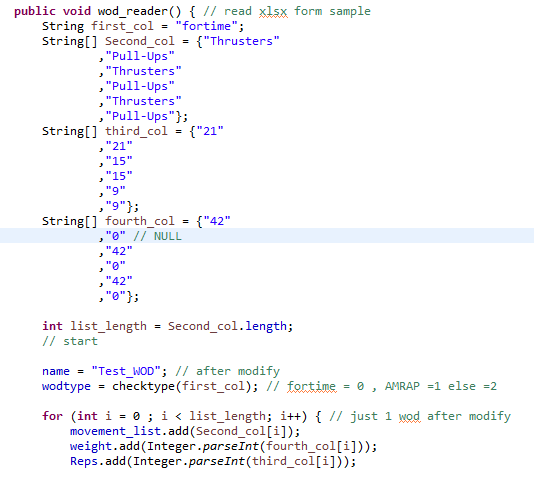 public void wod_reader() { // read xlsx form sample
    String first_col = "fortime";
    String[] Second_col = {"Thrusters"
            ,"Pull-Ups"
            ,"Thrusters"
            ,"Pull-Ups"
            ,"Thrusters"
            ,"Pull-Ups"};
    String[] third_col = {"21"
            ,"21"
            ,"15"
            ,"15"
            ,"9"
            ,"9"};
    String[] fourth_col = {"42"
            ,"0" // NULL
            ,"42"
            ,"0"
            ,"42"
            ,"0"};
    int list_length = Second_col.length;
    // start
    name = "Test_WOD"; // after modify
    wodtype = checktype(first_col); // fortime = 0 , AMRAP =1 else =2
    for (int i = 0 ; i < list_length; i++) { // just 1 wod after modify
        movement_list.add(Second_col[i]);
        weight.add(Integer.parseInt(fourth_col[i]));
        Reps.add(Integer.parseInt(third_col[i]));